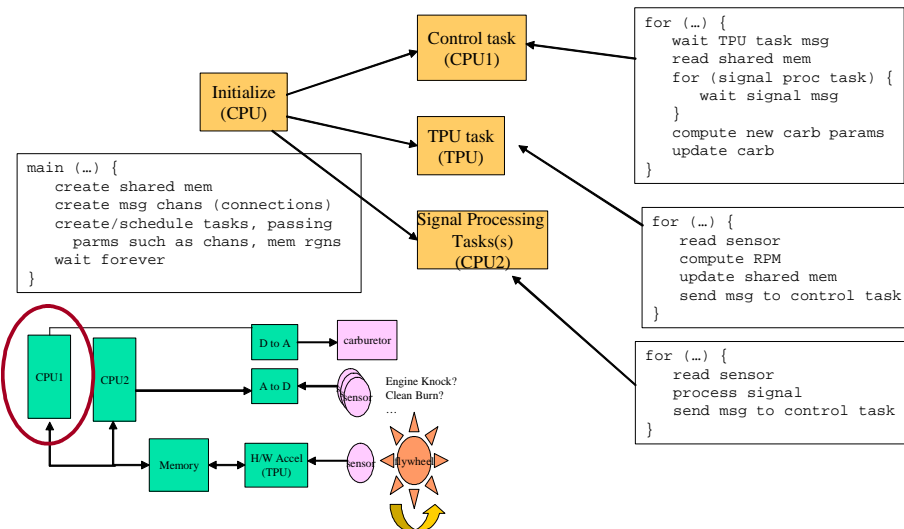 Control task
(CPU1)
for (…) {
wait TPU task msg
read shared mem
for (signal proc task) {
wait signal msg
}
compute new carb params
update carb
}
Initialize
(CPU)
TPU task
(TPU)
main (…) {
create shared mem
create msg chans (connections)
create/schedule tasks, passing
parms such as chans, mem rgns
wait forever
}
Signal Processing
Tasks(s)
(CPU2)
for (…) {
read sensor
compute RPM
update shared mem
send msg to control task
}
for (…) {
read sensor
process signal
send msg to control task
}
CPU1
CPU2
D to A
carburetor
A to D
sensor
Engine Knock?
Clean Burn?
…
Memory
H/W Accel
(TPU)
sensor
flywheel